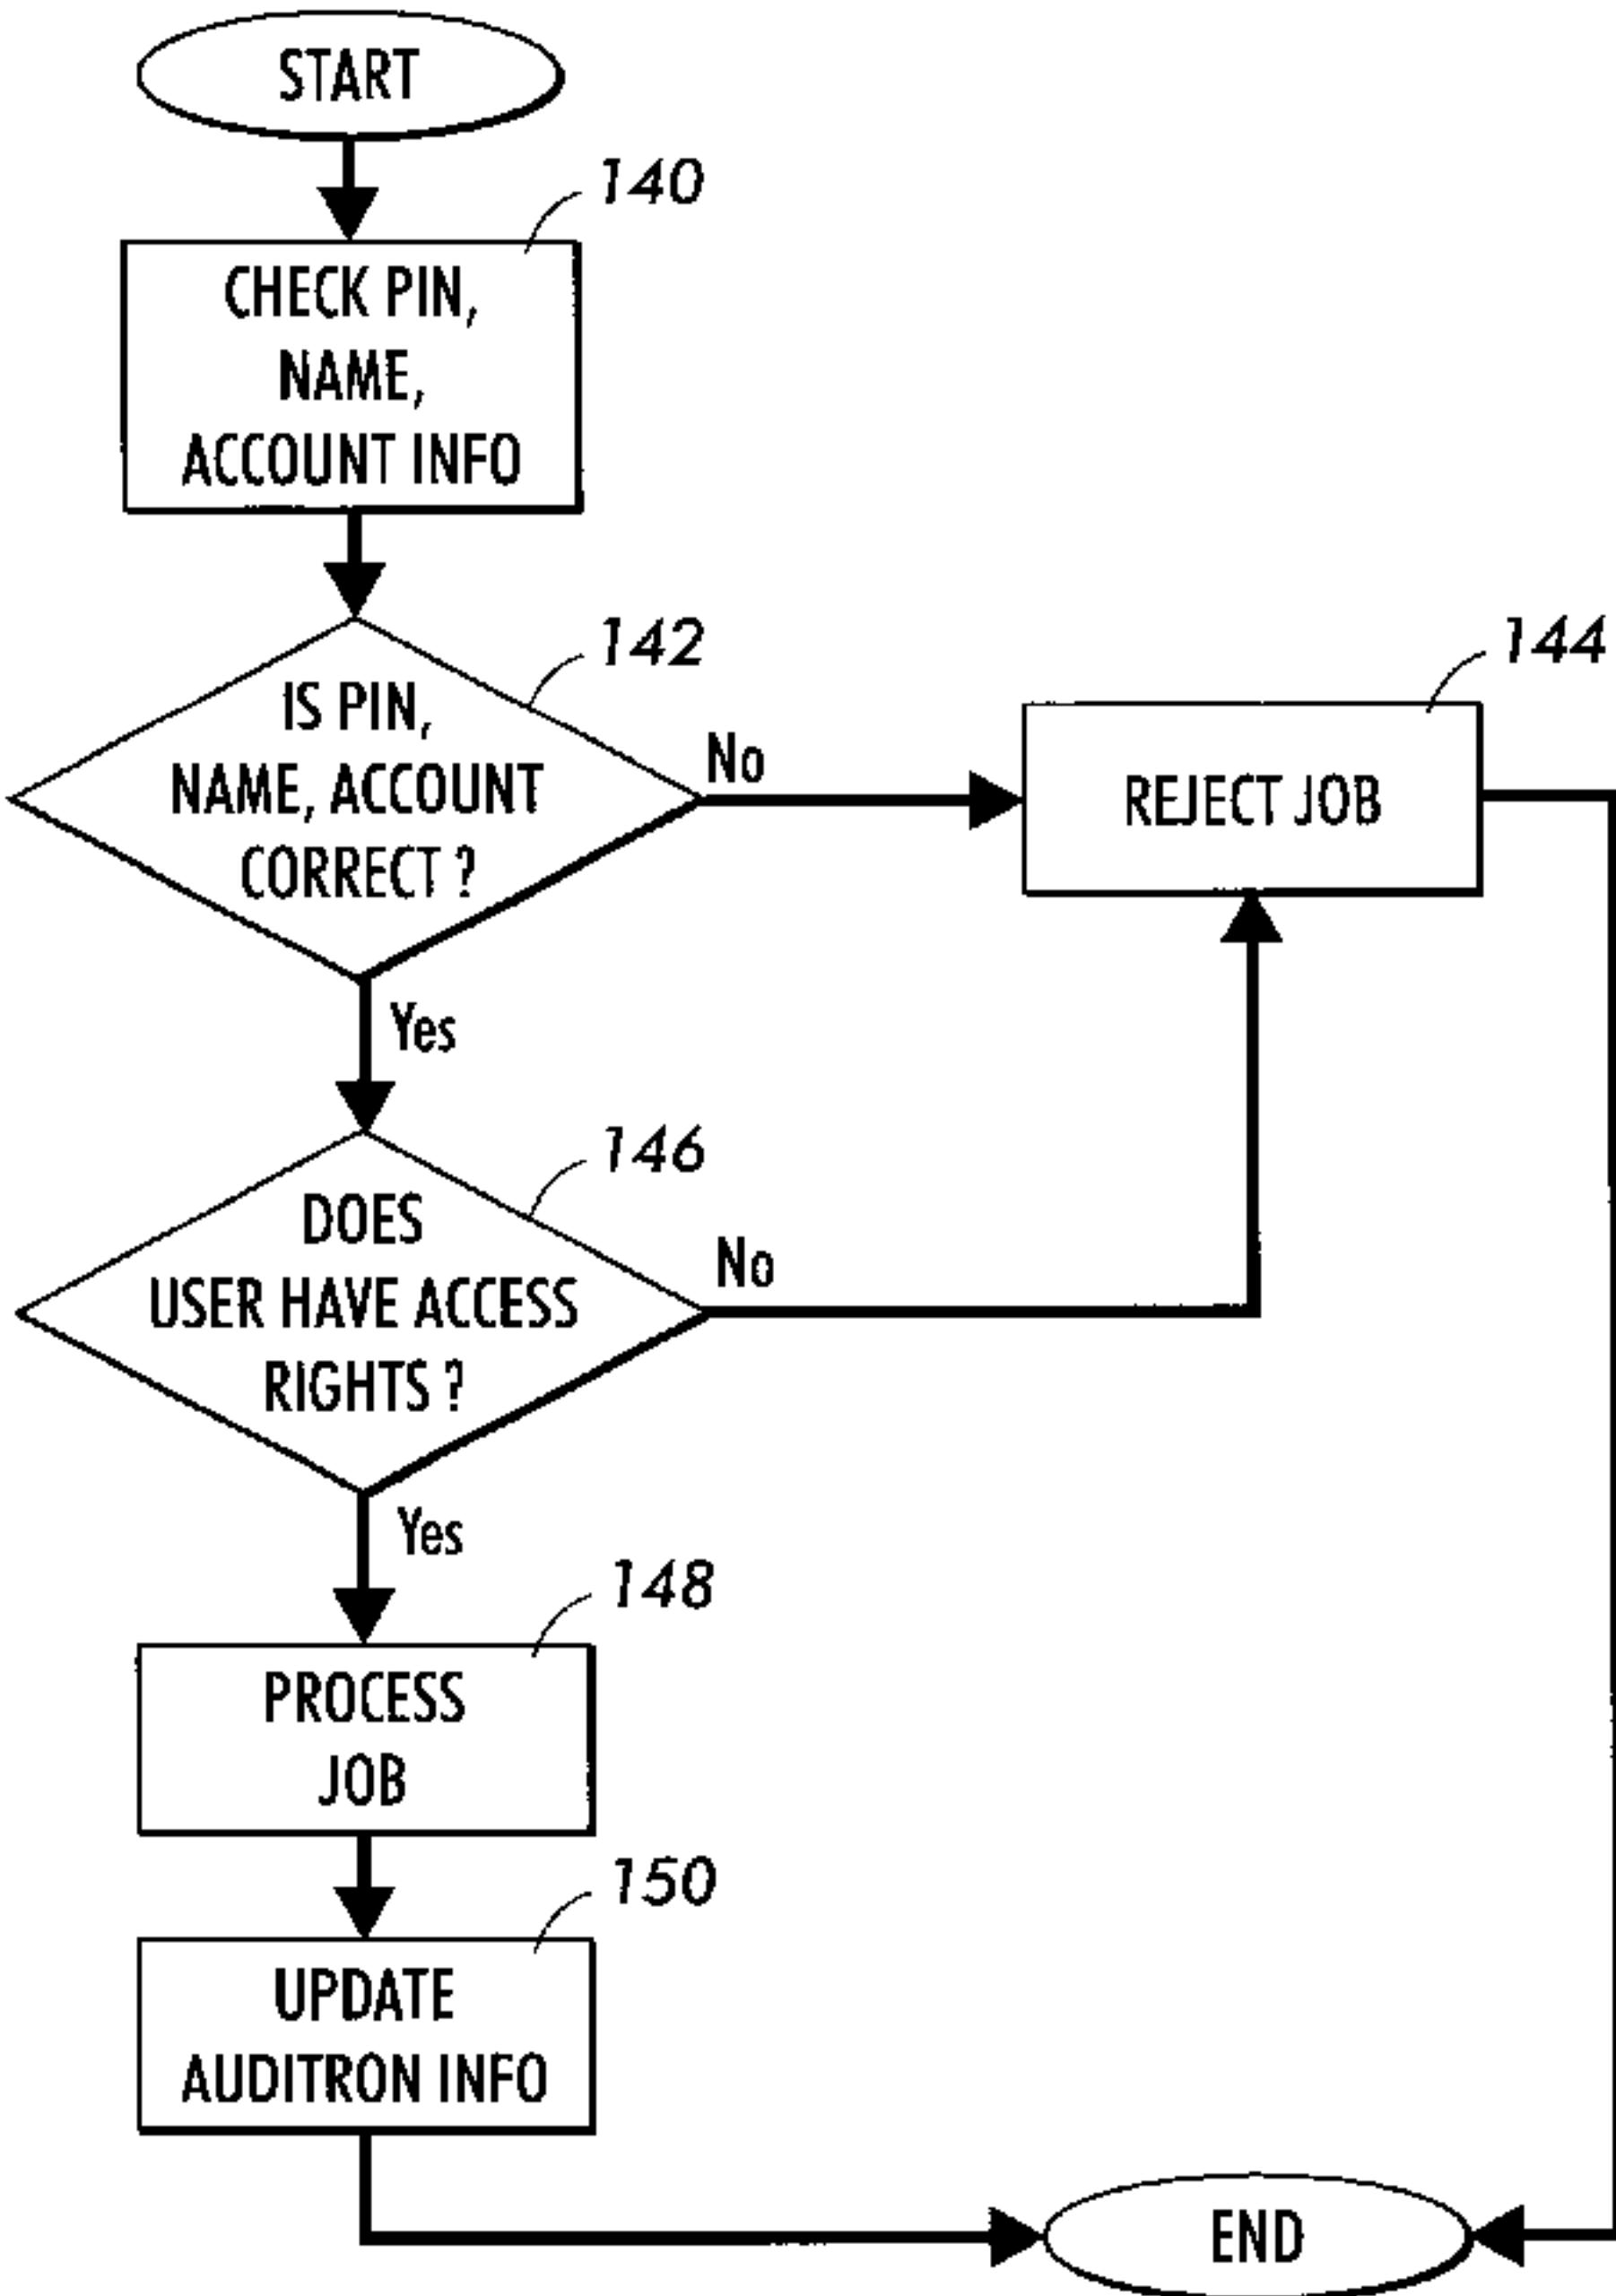 START
140
CHECK PIN,
NAME,
ACCOUNT INFO
142
IS PIN,
NAME, ACCOUNT
CORRECT ?
No
144
REJECT JOB
Yes
146
DOES
USER HAVE ACCESS
RIGHTS ?
No
Yes
148
PROCESS
JOB
150
UPDATE
AUDITRON INFO
END